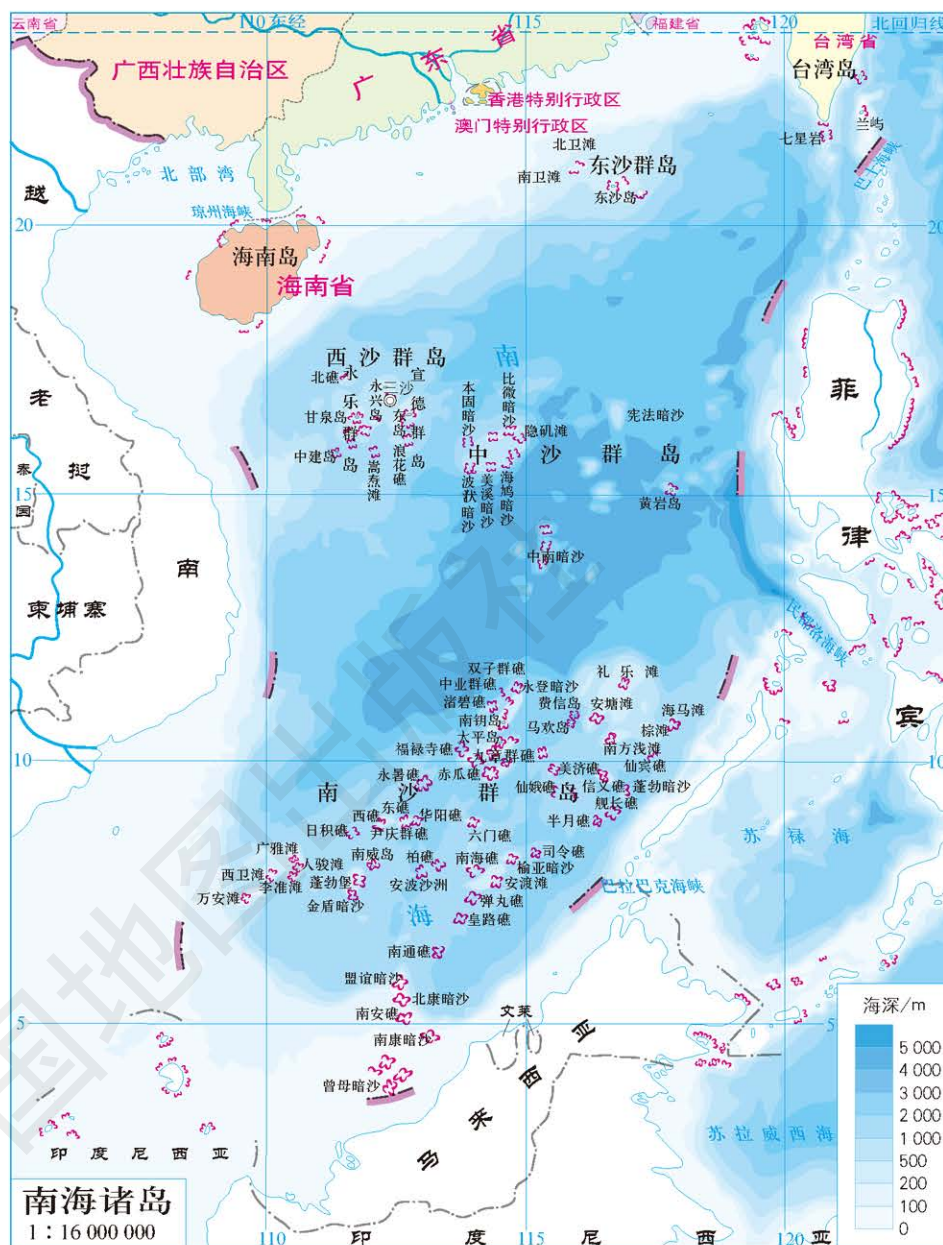 云南省
110东经
115
福建省
120
北回归线
广西壮族自治区
广东省
台湾省
台湾岛
香港特别行政区
澳门特别行政区
七星岩
兰屿
巴士海峡
北卫滩
南卫滩
东沙群岛
东沙岛
越
北部湾
琼州海峡
20
20
海南岛
海南省
西沙群岛
南
北礁
永乐群岛
永兴岛
三沙
宣德群岛
甘泉岛
东岛
中建岛
嵩焘滩
浪花礁
本固暗沙
比微暗沙
隐矶滩
宪法暗沙
中沙群岛
波洑暗沙
美溪暗沙
海鸠暗沙
黄岩岛
中南暗沙
菲
老
挝
泰国
15
15
律
南
柬埔寨
民都洛海峡
宾
双子群礁
中业群礁
永登暗沙
礼乐滩
渚碧礁
费信岛
安塘滩
海马滩
南钥岛
马欢岛
棕滩
太平岛
福禄寺礁
九章群礁
南方浅滩
10
10
永暑礁
赤瓜礁
美济礁
仙宾礁
南沙群岛
仙娥礁
信义礁
蓬勃暗沙
舰长礁
东礁
西礁
华阳礁
半月礁
日积礁
尹庆群礁
六门礁
苏禄海
广雅滩
南威岛
柏礁
南海礁
司令礁
人骏滩
榆亚暗沙
西卫滩
李准滩
蓬勃堡
安波沙洲
安渡滩
巴拉巴克海峡
万安滩
金盾暗沙
弹丸礁
海
皇路礁
南通礁
盟谊暗沙
北康暗沙
南安礁
文莱
5
5
南康暗沙
曾母暗沙
马来西亚
苏拉威西海
印度尼西亚
印度尼西亚
海深/m
5 000
4 000
3 000
2 000
1 000
500
200
100
0
南海诸岛
1∶16 000 000
110
115
120
国地图出版社